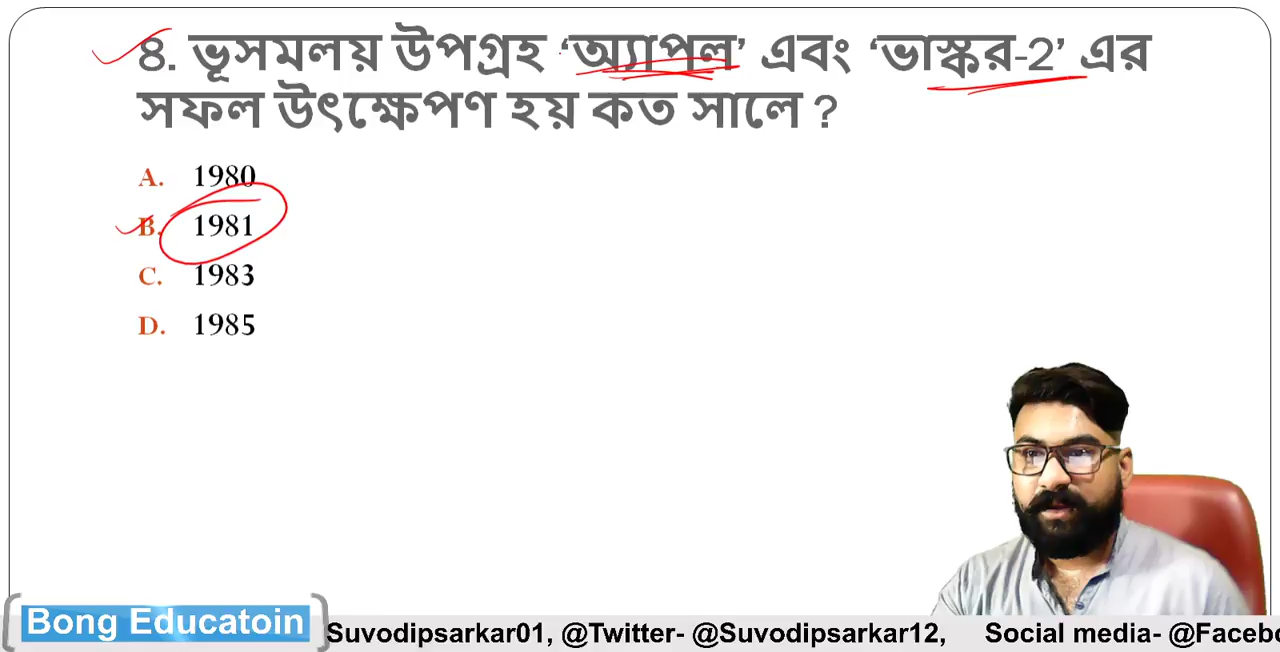 ৪. ভূসমলয় উপগ্রহ ‘অ্যাপল’ এবং ‘ভাস্কর-2’ এর
সফল উৎক্ষেপণ হয় কত সালে ?
A. 1980
B. 1981
C. 1983
D. 1985
Bong Educatoin
Suvodipsarkar01, @Twitter- @Suvodipsarkar12, Social media- @Facebo